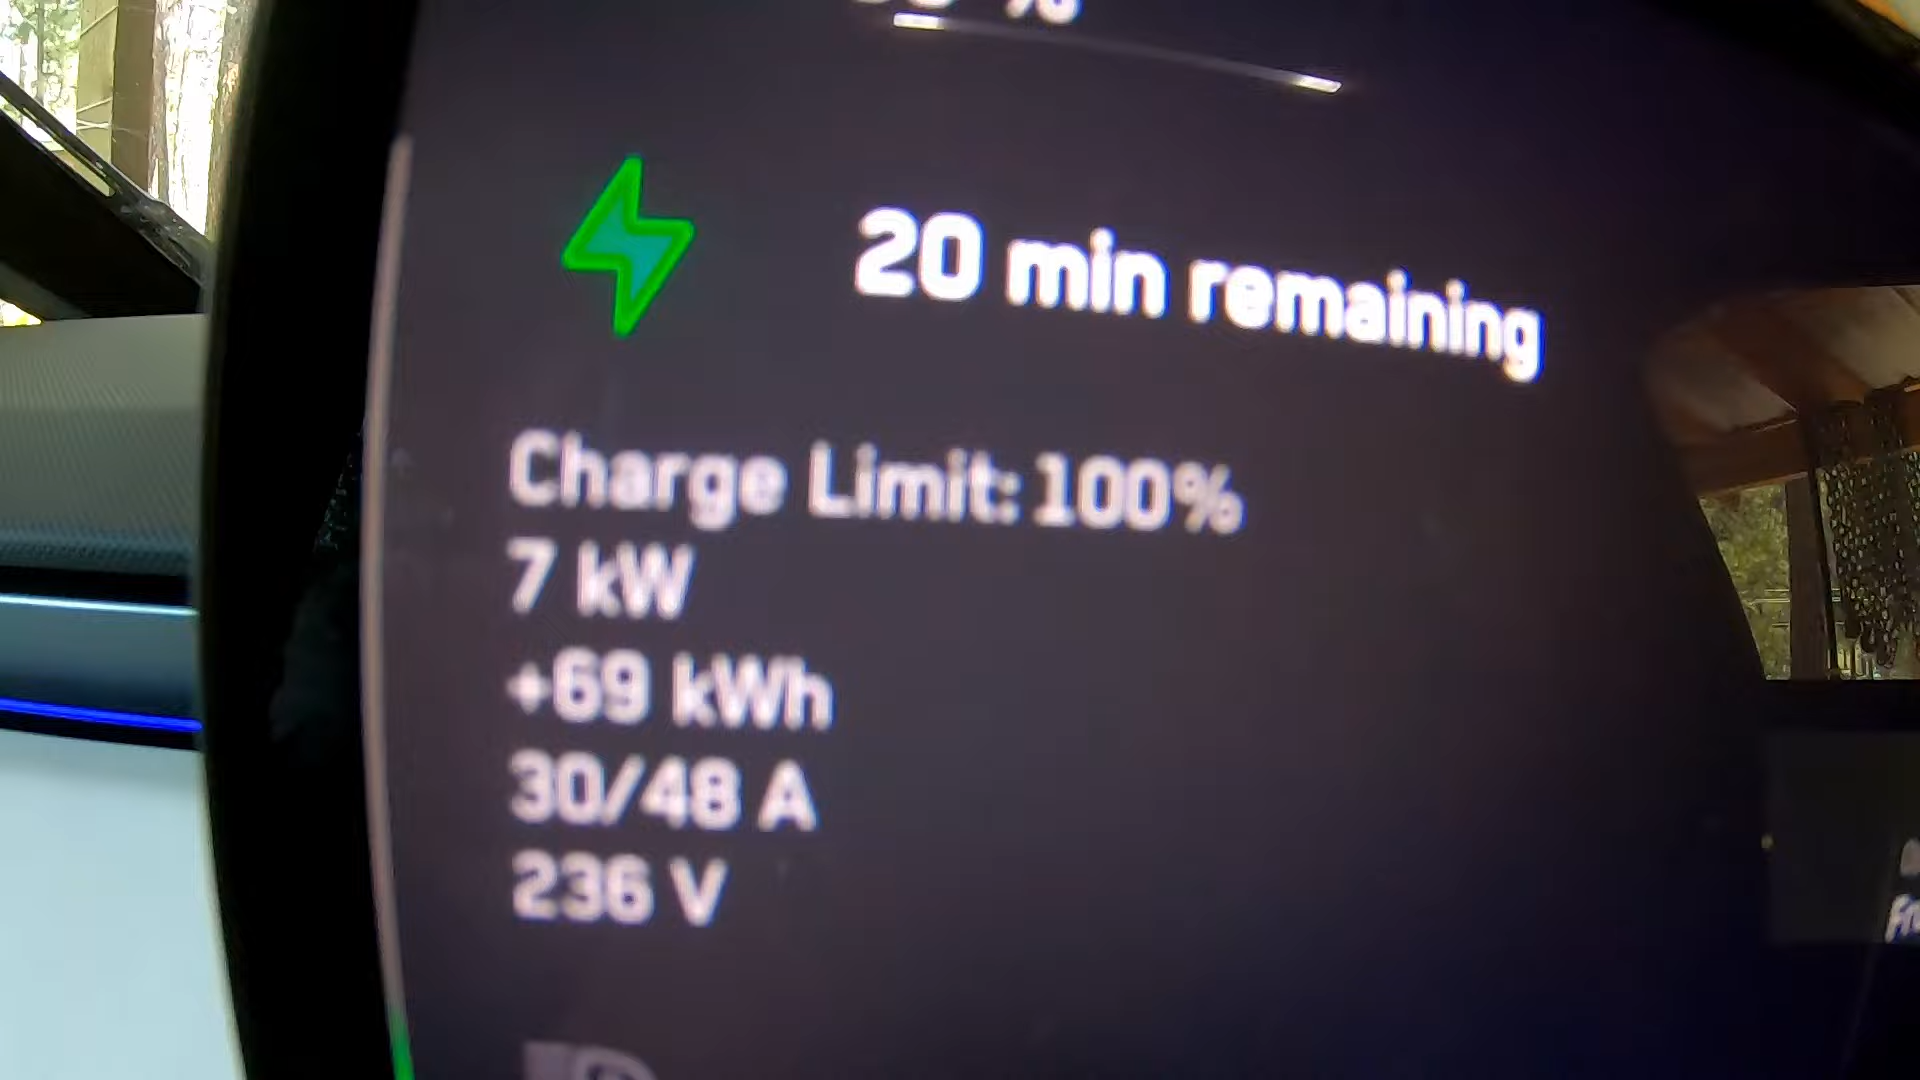 %
20 min remaining
Charge Limit: 100%
7 kW
+69 kWh
30/48 A
236 V